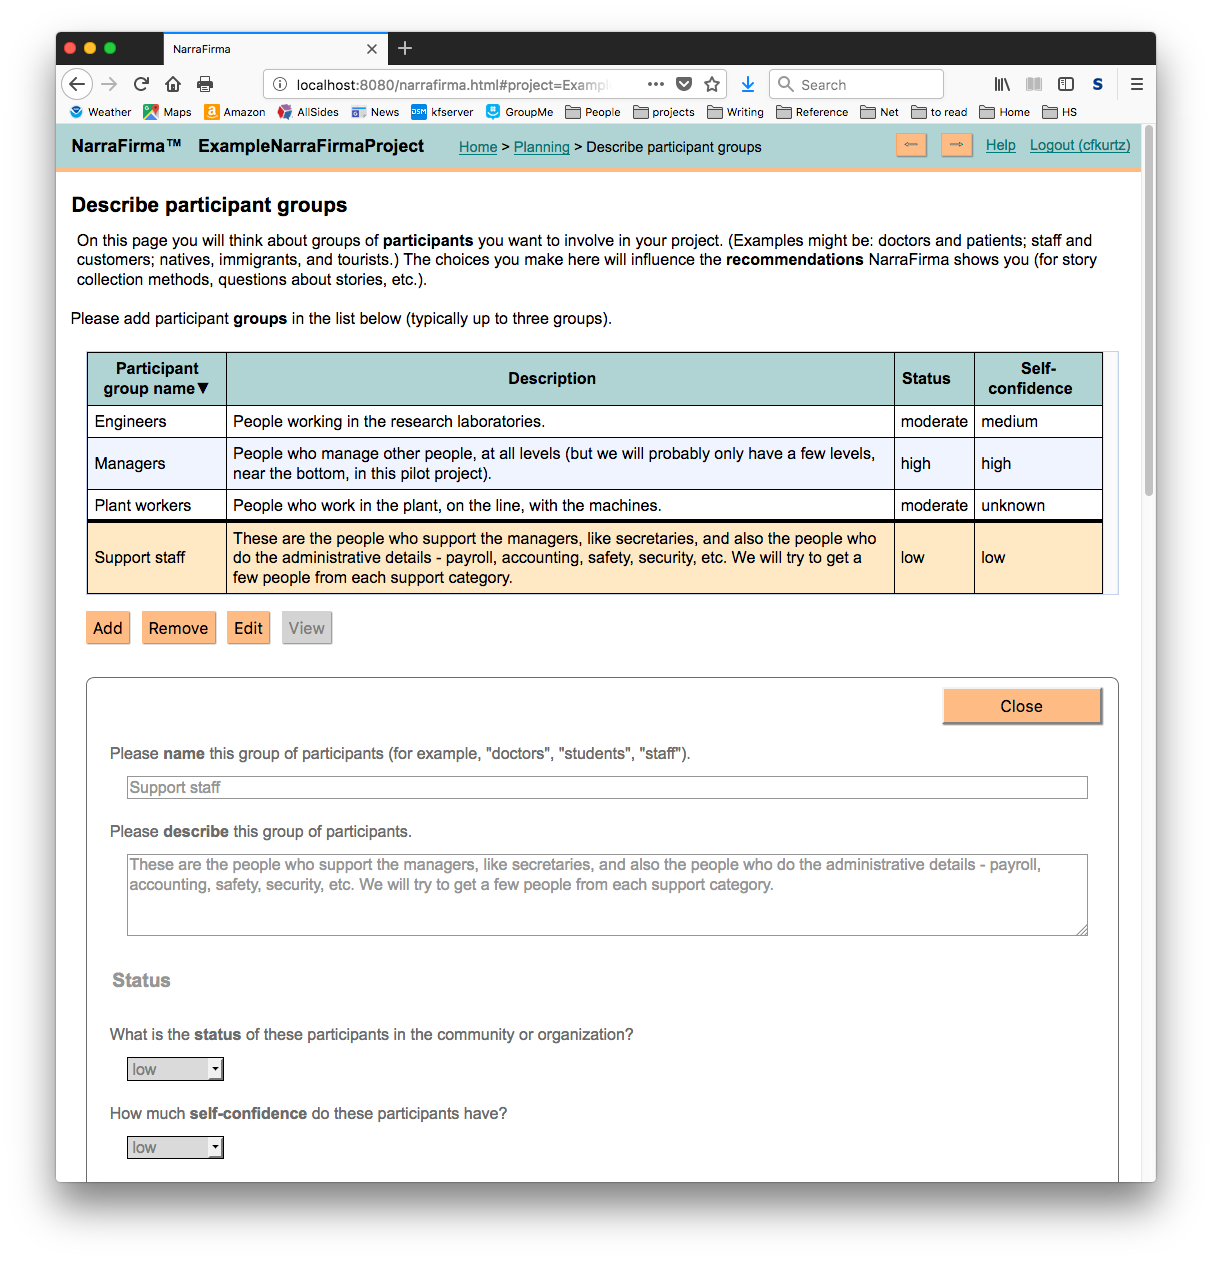 NarraFirma
localhost:8080/narrafirma.html#project=Exampl
Search
S
Weather Maps Amazon AllSides News kfserver GroupMe People projects Writing Reference Net to read Home HS
NarraFirma™ ExampleNarraFirmaProject Home > Planning > Describe participant groups Help Logout (cfkurtz)
Describe participant groups
On this page you will think about groups of participants you want to involve in your project. (Examples might be: doctors and patients; staff and
customers; natives, immigrants, and tourists.) The choices you make here will influence the recommendations NarraFirma shows you (for story
collection methods, questions about stories, etc.).
Please add participant groups in the list below (typically up to three groups).
Participant
group name▼
Description
Status
Self-
confidence
Engineers
People working in the research laboratories.
moderate
medium
Managers
People who manage other people, at all levels (but we will probably only have a few levels,
near the bottom, in this pilot project).
high
high
Plant workers
People who work in the plant, on the line, with the machines.
moderate
unknown
Support staff
These are the people who support the managers, like secretaries, and also the people who
do the administrative details - payroll, accounting, safety, security, etc. We will try to get a
few people from each support category.
low
low
Add Remove Edit View
Close
Please name this group of participants (for example, "doctors", "students", "staff").
Support staff
Please describe this group of participants.
These are the people who support the managers, like secretaries, and also the people who do the administrative details - payroll,
accounting, safety, security, etc. We will try to get a few people from each support category.
Status
What is the status of these participants in the community or organization?
low
How much self-confidence do these participants have?
low